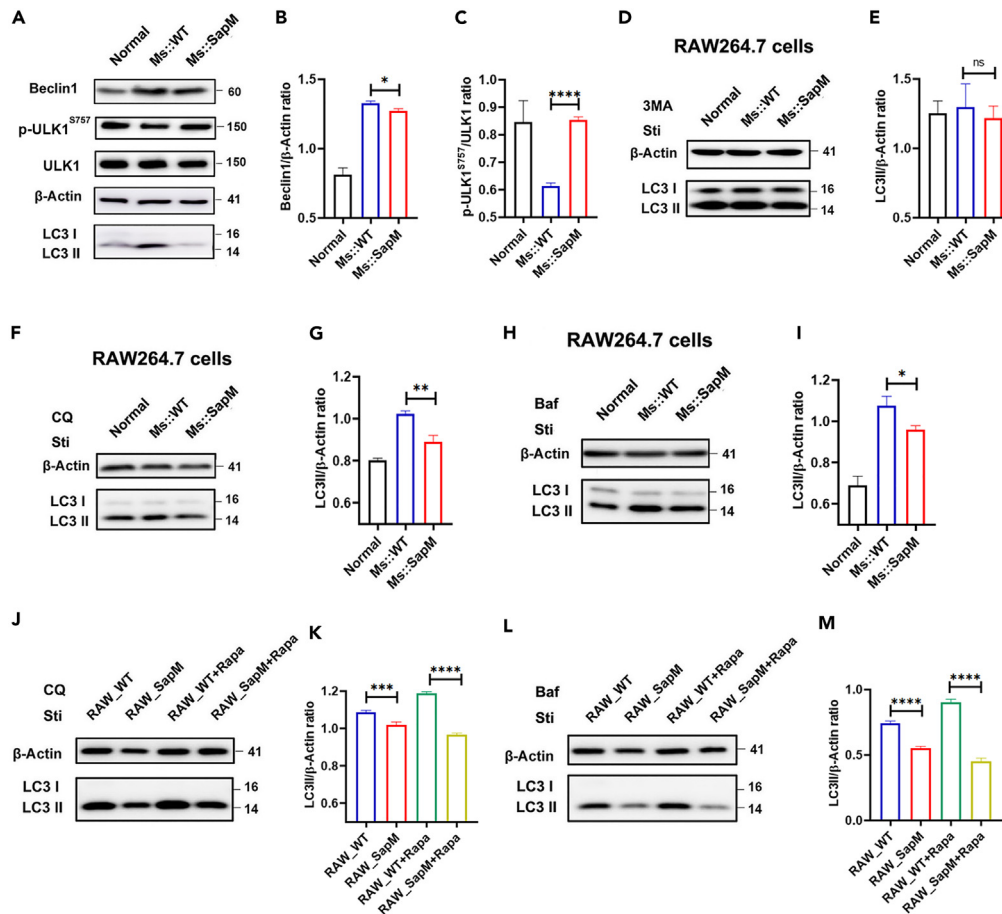 A
Normal
Ms::WT
Ms::SapM
Beclin1
60
p-ULK1 S757
150
ULK1
150
β-Actin
41
LC3 I
16
LC3 II
14
B
Beclin1/β-Actin ratio
1.5
1.0
0.5
*
Normal
Ms::WT
Ms::SapM
C
p-ULK1S757/ULK1 ratio
1.0
0.9
0.8
0.7
0.6
0.5
****
Normal
Ms::WT
Ms::SapM
D
RAW264.7 cells
3MA
Sti
Normal
Ms::WT
Ms::SapM
β-Actin
41
LC3 I
16
LC3 II
14
E
LC3II/β-Actin ratio
1.5
1.0
0.5
ns
Normal
Ms::WT
Ms::SapM
F
RAW264.7 cells
CQ
Sti
Normal
Ms::WT
Ms::SapM
β-Actin
41
LC3 I
16
LC3 II
14
G
LC3II/β-Actin ratio
1.2
1.0
0.8
0.6
**
Normal
Ms::WT
Ms::SapM
H
RAW264.7 cells
Baf
Sti
Normal
Ms::WT
Ms::SapM
β-Actin
41
LC3 I
16
LC3 II
14
I
LC3II/β-Actin ratio
1.2
1.0
0.8
0.6
*
Normal
Ms::WT
Ms::SapM
J
CQ
Sti
RAW_WT
RAW_SapM
RAW_WT+Rapa
RAW_SapM+Rapa
β-Actin
41
LC3 I
16
LC3 II
14
K
LC3II/β-Actin ratio
1.2
1.0
0.8
0.6
***
****
RAW_WT
RAW_SapM
RAW_WT+Rapa
RAW_SapM+Rapa
L
Baf
Sti
RAW_WT
RAW_SapM
RAW_WT+Rapa
RAW_SapM+Rapa
β-Actin
41
LC3 I
16
LC3 II
14
M
LC3II/β-Actin ratio
1.0
0.5
0.0
****
****
RAW_WT
RAW_SapM
RAW_WT+Rapa
RAW_SapM+Rapa